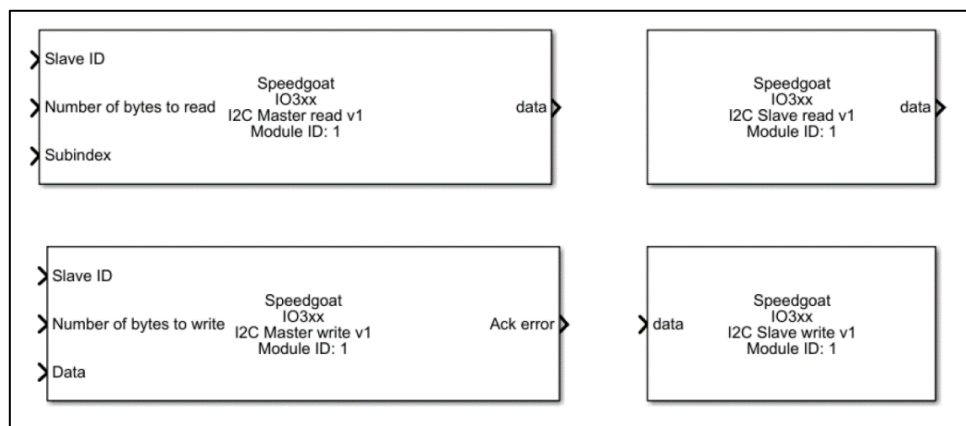 Slave ID
Number of bytes to read
Subindex
Speedgoat
IO3xx
I2C Master read v1
Module ID: 1
data
Speedgoat
IO3xx
I2C Slave read v1
Module ID: 1
data
Slave ID
Number of bytes to write
Data
Speedgoat
IO3xx
I2C Master write v1
Module ID: 1
Ack error
data
Speedgoat
IO3xx
I2C Slave write v1
Module ID: 1